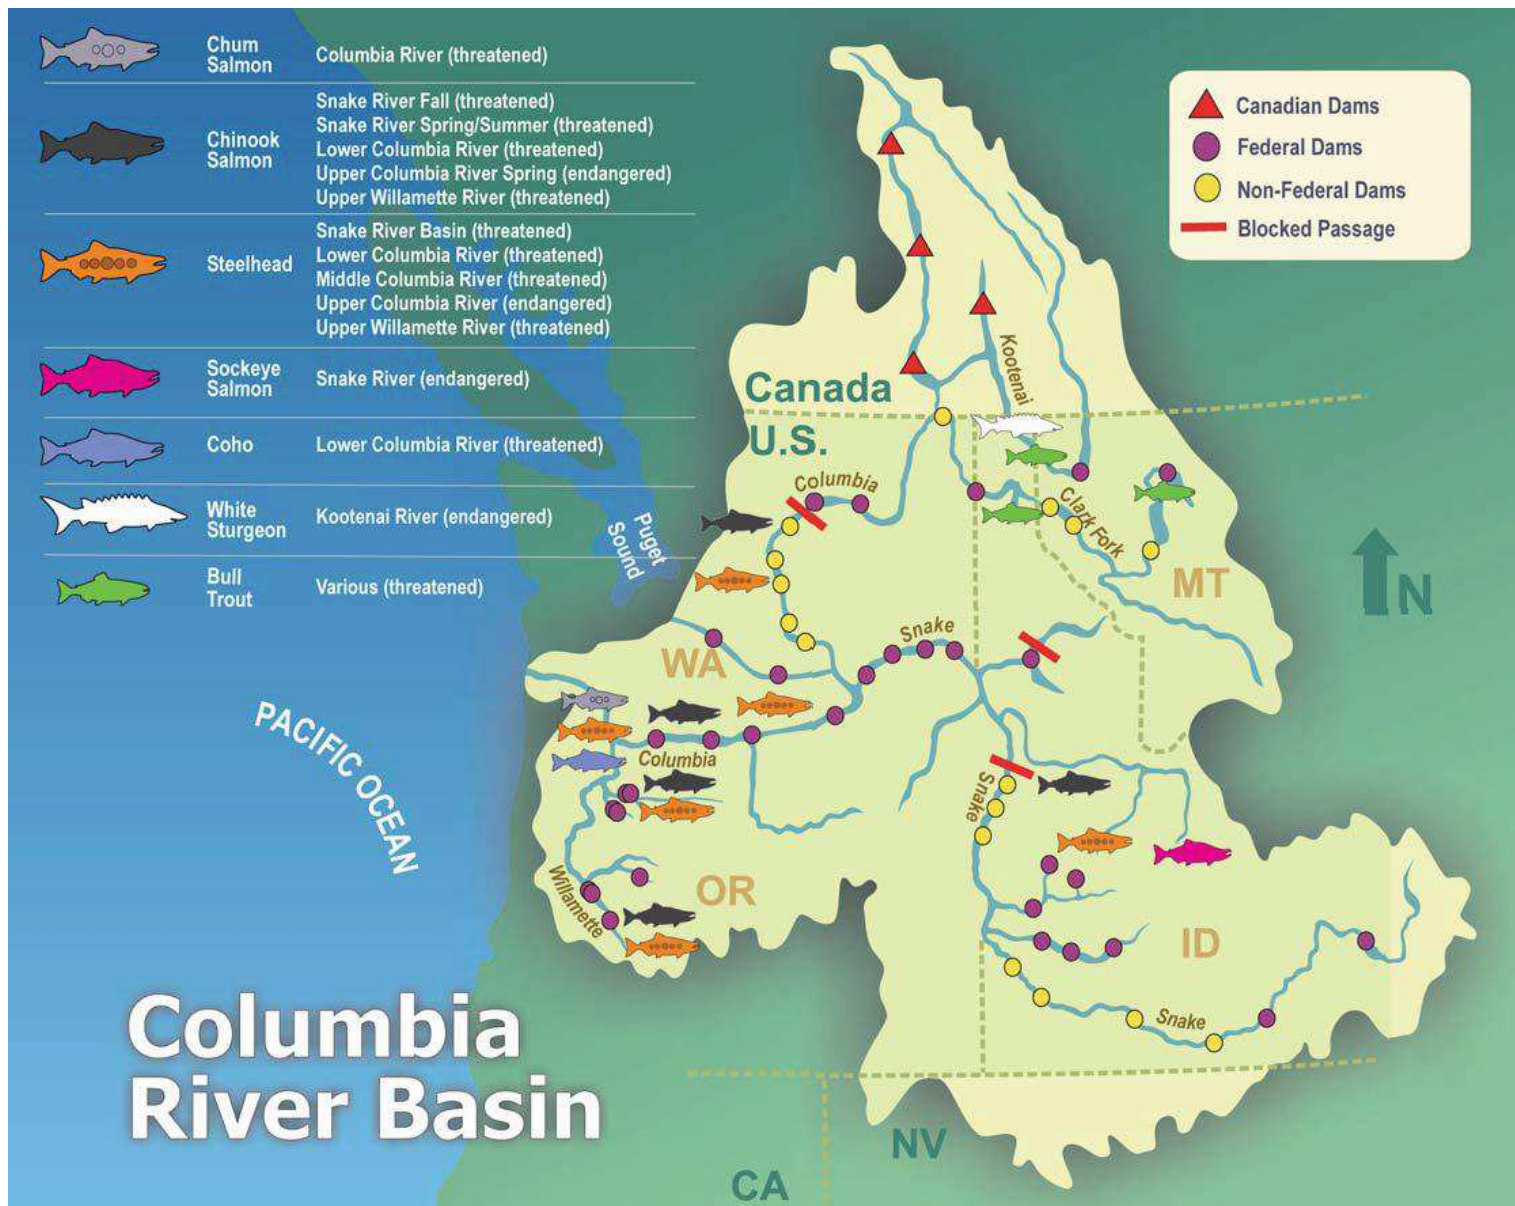 Chum
Salmon
Columbia River (threatened)
Chinook
Salmon
Snake River Fall (threatened)
Snake River Spring/Summer (threatened)
Lower Columbia River (threatened)
Upper Columbia River Spring (endangered)
Upper Willamette River (threatened)
Steelhead
Snake River Basin (threatened)
Lower Columbia River (threatened)
Middle Columbia River (threatened)
Upper Columbia River (endangered)
Upper Willamette River (threatened)
Sockeye
Salmon
Snake River (endangered)
Coho
Lower Columbia River (threatened)
White
Sturgeon
Kootenai River (endangered)
Bull
Trout
Various (threatened)
Canadian Dams
Federal Dams
Non-Federal Dams
Blocked Passage
Kootenai
Canada
U.S.
Columbia
Clark Fork
Puget
Sound
MT
N
Snake
WA
PACIFIC OCEAN
Columbia
Snake
Willamette
OR
ID
Snake
Columbia
River Basin
NV
CA